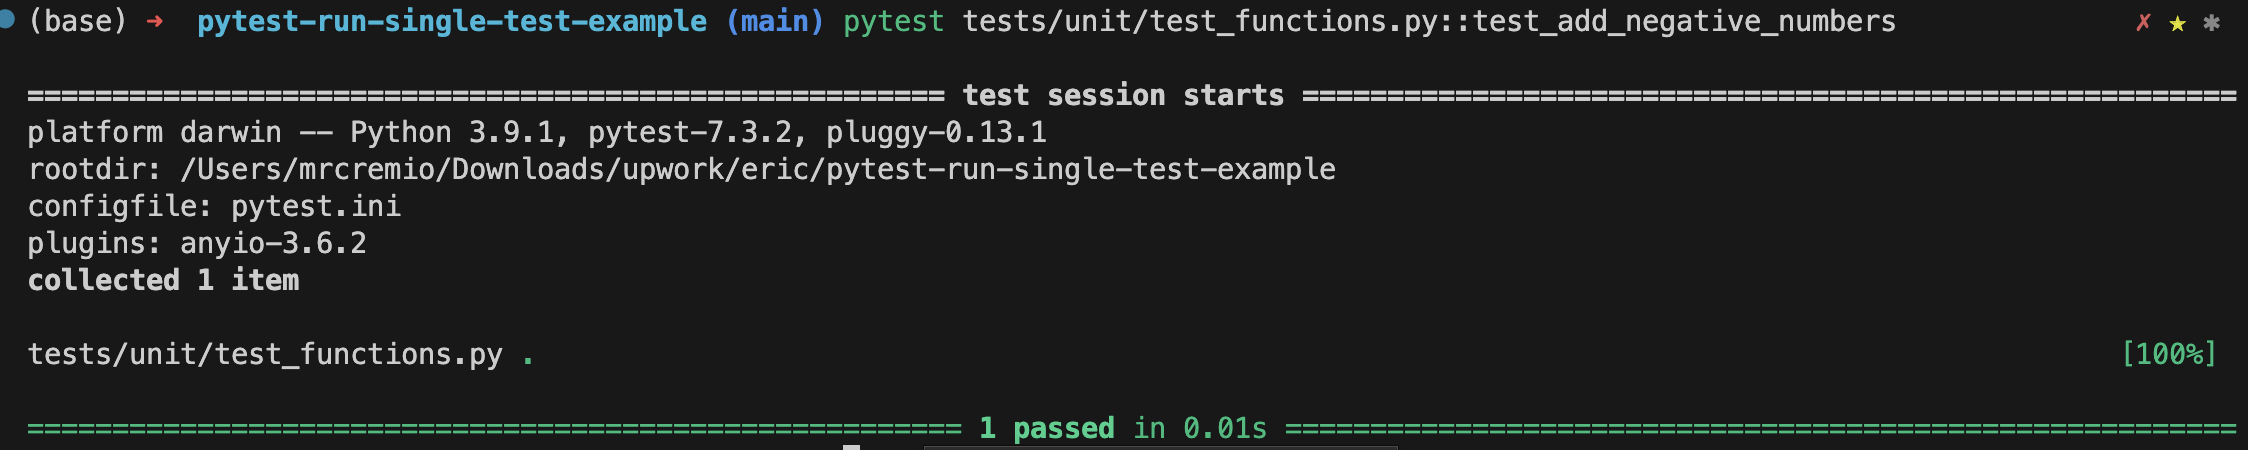 (base) ➜ pytest-run-single-test-example (main) pytest tests/unit/test_functions.py::test_add_negative_numbers ✗ ★ ✱
====================================================== test session starts =======================================================
platform darwin -- Python 3.9.1, pytest-7.3.2, pluggy-0.13.1
rootdir: /Users/mrcremio/Downloads/upwork/eric/pytest-run-single-test-example
configfile: pytest.ini
plugins: anyio-3.6.2
collected 1 item
tests/unit/test_functions.py . [100%]
======================================================= 1 passed in 0.01s ========================================================